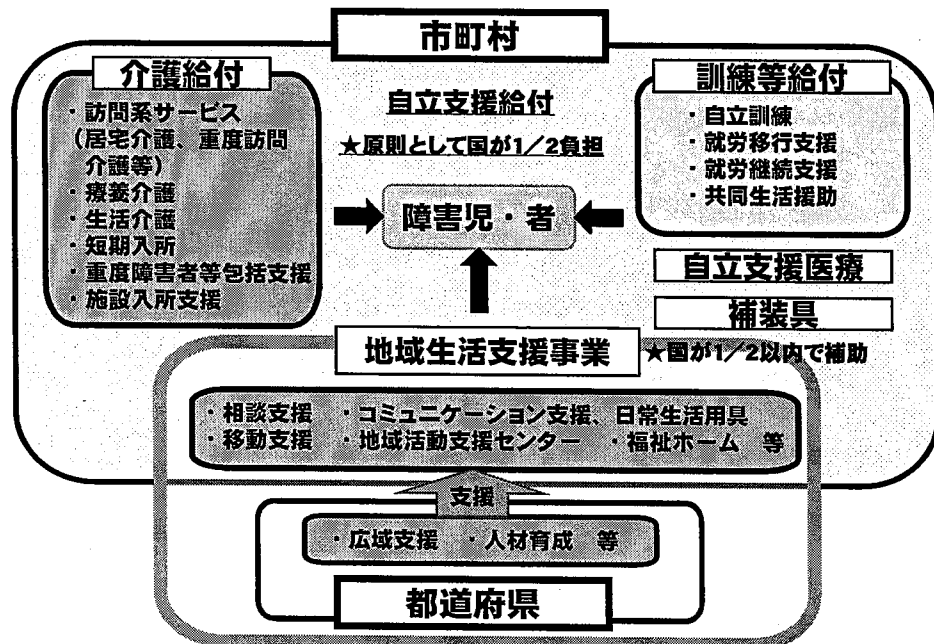 市町村
介護給付
・訪問系サービス
(居宅介護、重度訪問
介護等)
・療養介護
・生活介護
・短期入所
・重度障害者等包括支援
・施設入所支援
自立支援給付
★原則として国が1/2負担
障害児・者
訓練等給付
・自立訓練
・就労移行支援
・就労継続支援
・共同生活援助
自立支援医療
補装具
地域生活支援事業
★国が1/2以内で補助
・相談支援 ・コミュニケーション支援、日常生活用具
・移動支援 ・地域活動支援センター ・福祉ホーム 等
支援
・広域支援 ・人材育成 等
都道府県